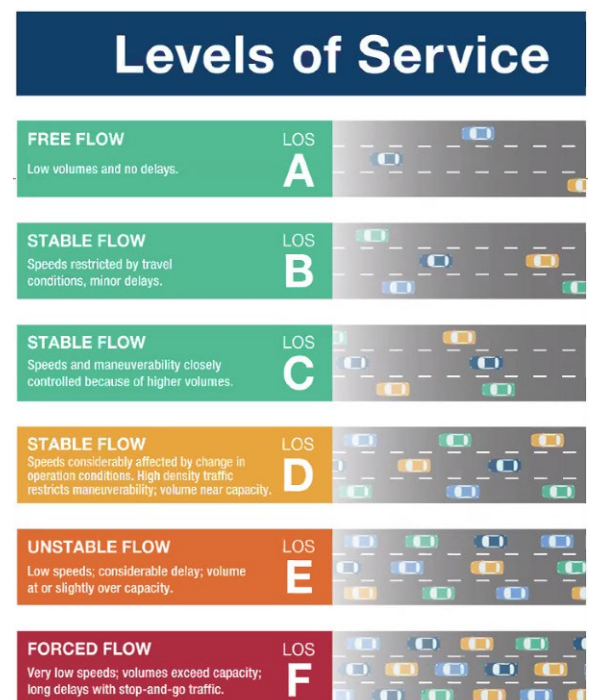 Levels of Service
FREE FLOW
Low volumes and no delays.
LOS
A
STABLE FLOW
Speeds restricted by travel
conditions, minor delays.
LOS
B
STABLE FLOW
Speeds and maneuverability closely
controlled because of higher volumes.
LOS
C
STABLE FLOW
Speeds considerably affected by change in
operation conditions. High density traffic
restricts maneuverability; volume near capacity.
LOS
D
UNSTABLE FLOW
Low speeds; considerable delay; volume
at or slightly over capacity.
LOS
E
FORCED FLOW
Very low speeds; volumes exceed capacity;
long delays with stop-and-go traffic.
LOS
F